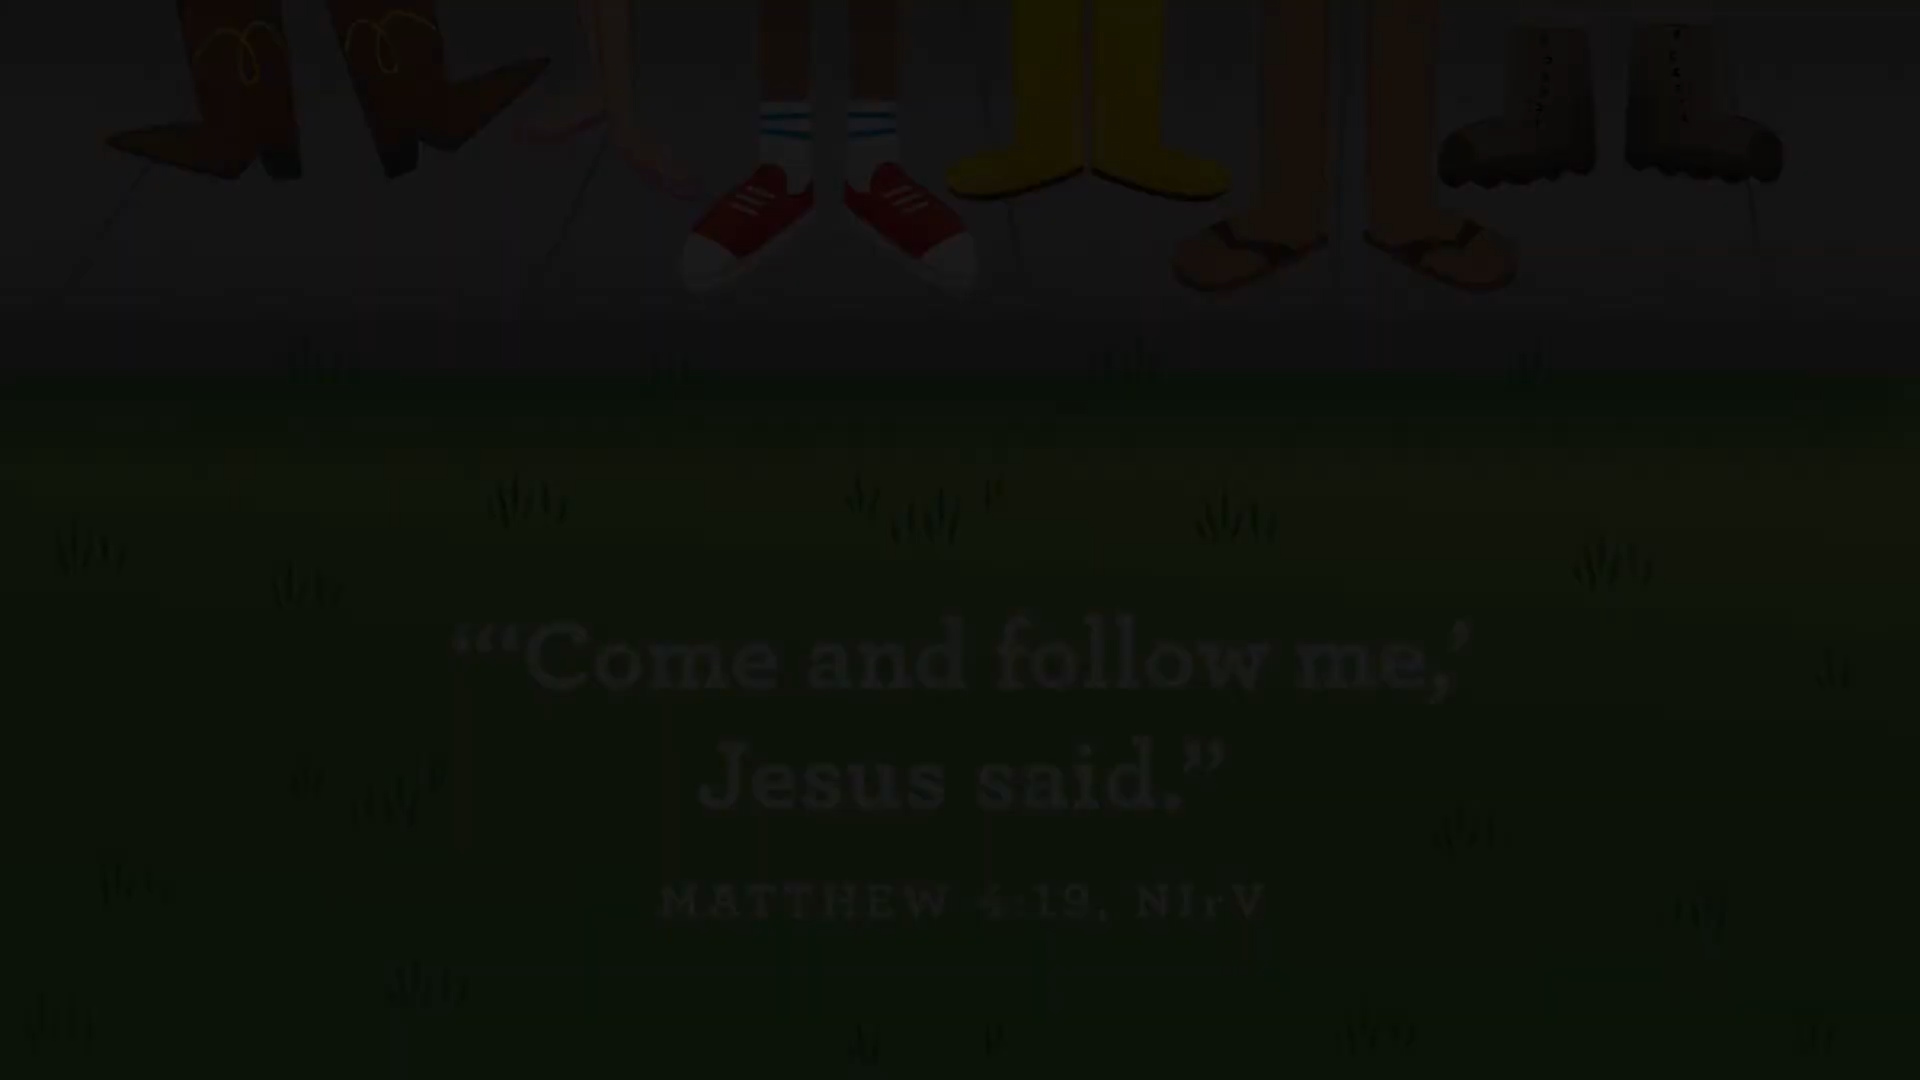 “‘Come and follow me,’
Jesus said.”
MATTHEW 4:19, NIrV